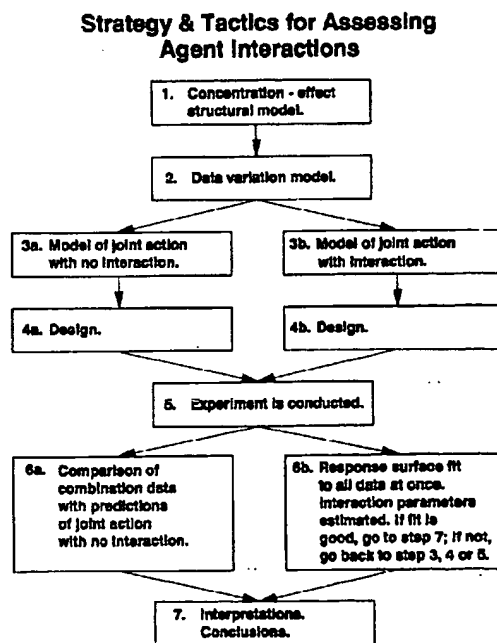 Strategy & Tactics for Assessing
Agent Interactions
1. Concentration - effect
structural model.
2. Data variation model.
3a. Model of joint action
with no interaction.
3b. Model of joint action
with interaction.
4a. Design.
4b. Design.
5. Experiment is conducted.
6a. Comparison of
combination data
with predictions
of joint action
with no interaction.
6b. Response surface fit
to all data at once.
Interaction parameters
estimated. If fit is
good, go to step 7; if not,
go back to step 3, 4 or 5.
7. Interpretations.
Conclusions.